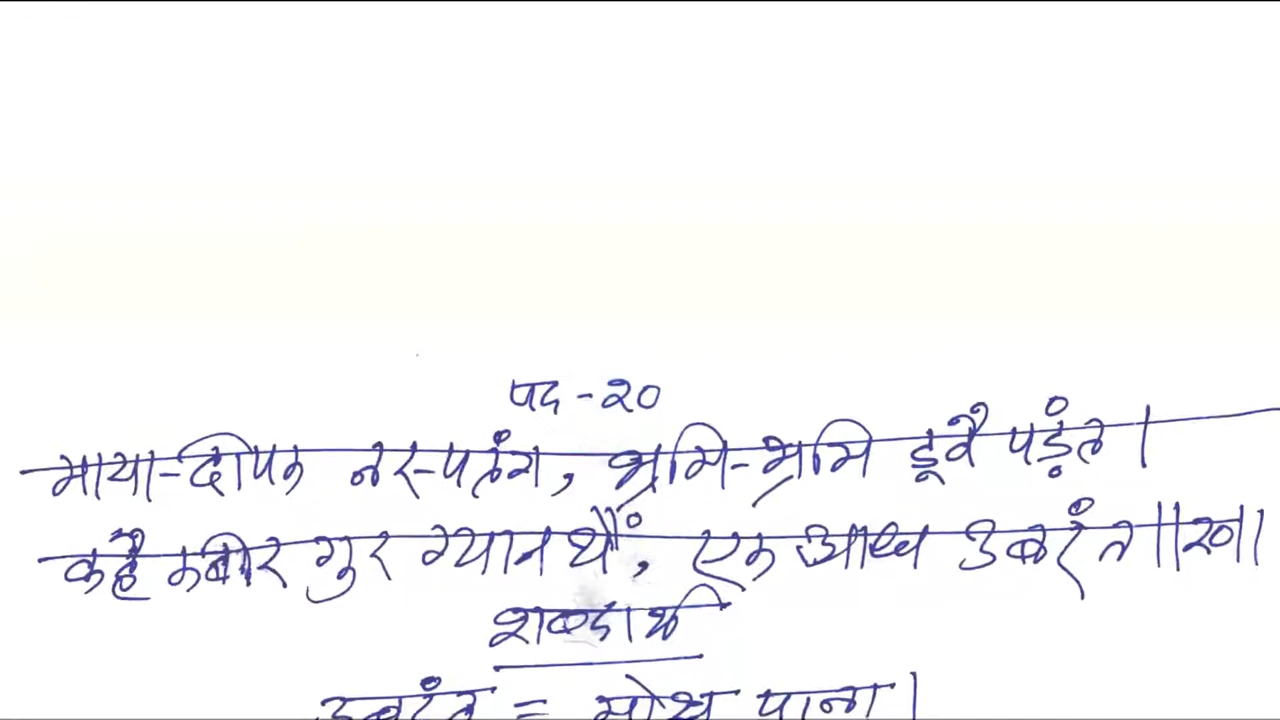 पद - २०
माया-दीपक नर-पतंग, भ्रमि-भ्रमि इवै पड़ंत।
कहै कबीर गुर ग्यान थैं, एक आध उबरंत॥२०॥
शब्दार्थ
उबरंत = मोक्ष पाना।